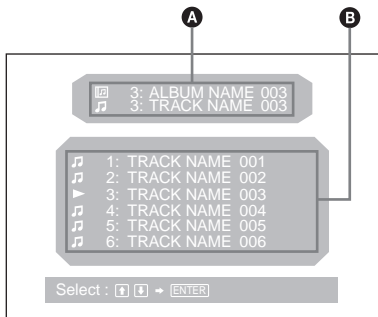 A B
3: ALBUM NAME 003
3: TRACK NAME 003
1: TRACK NAME 001
2: TRACK NAME 002
3: TRACK NAME 003
4: TRACK NAME 004
5: TRACK NAME 005
6: TRACK NAME 006
Select : ↑ ↓ → ENTER